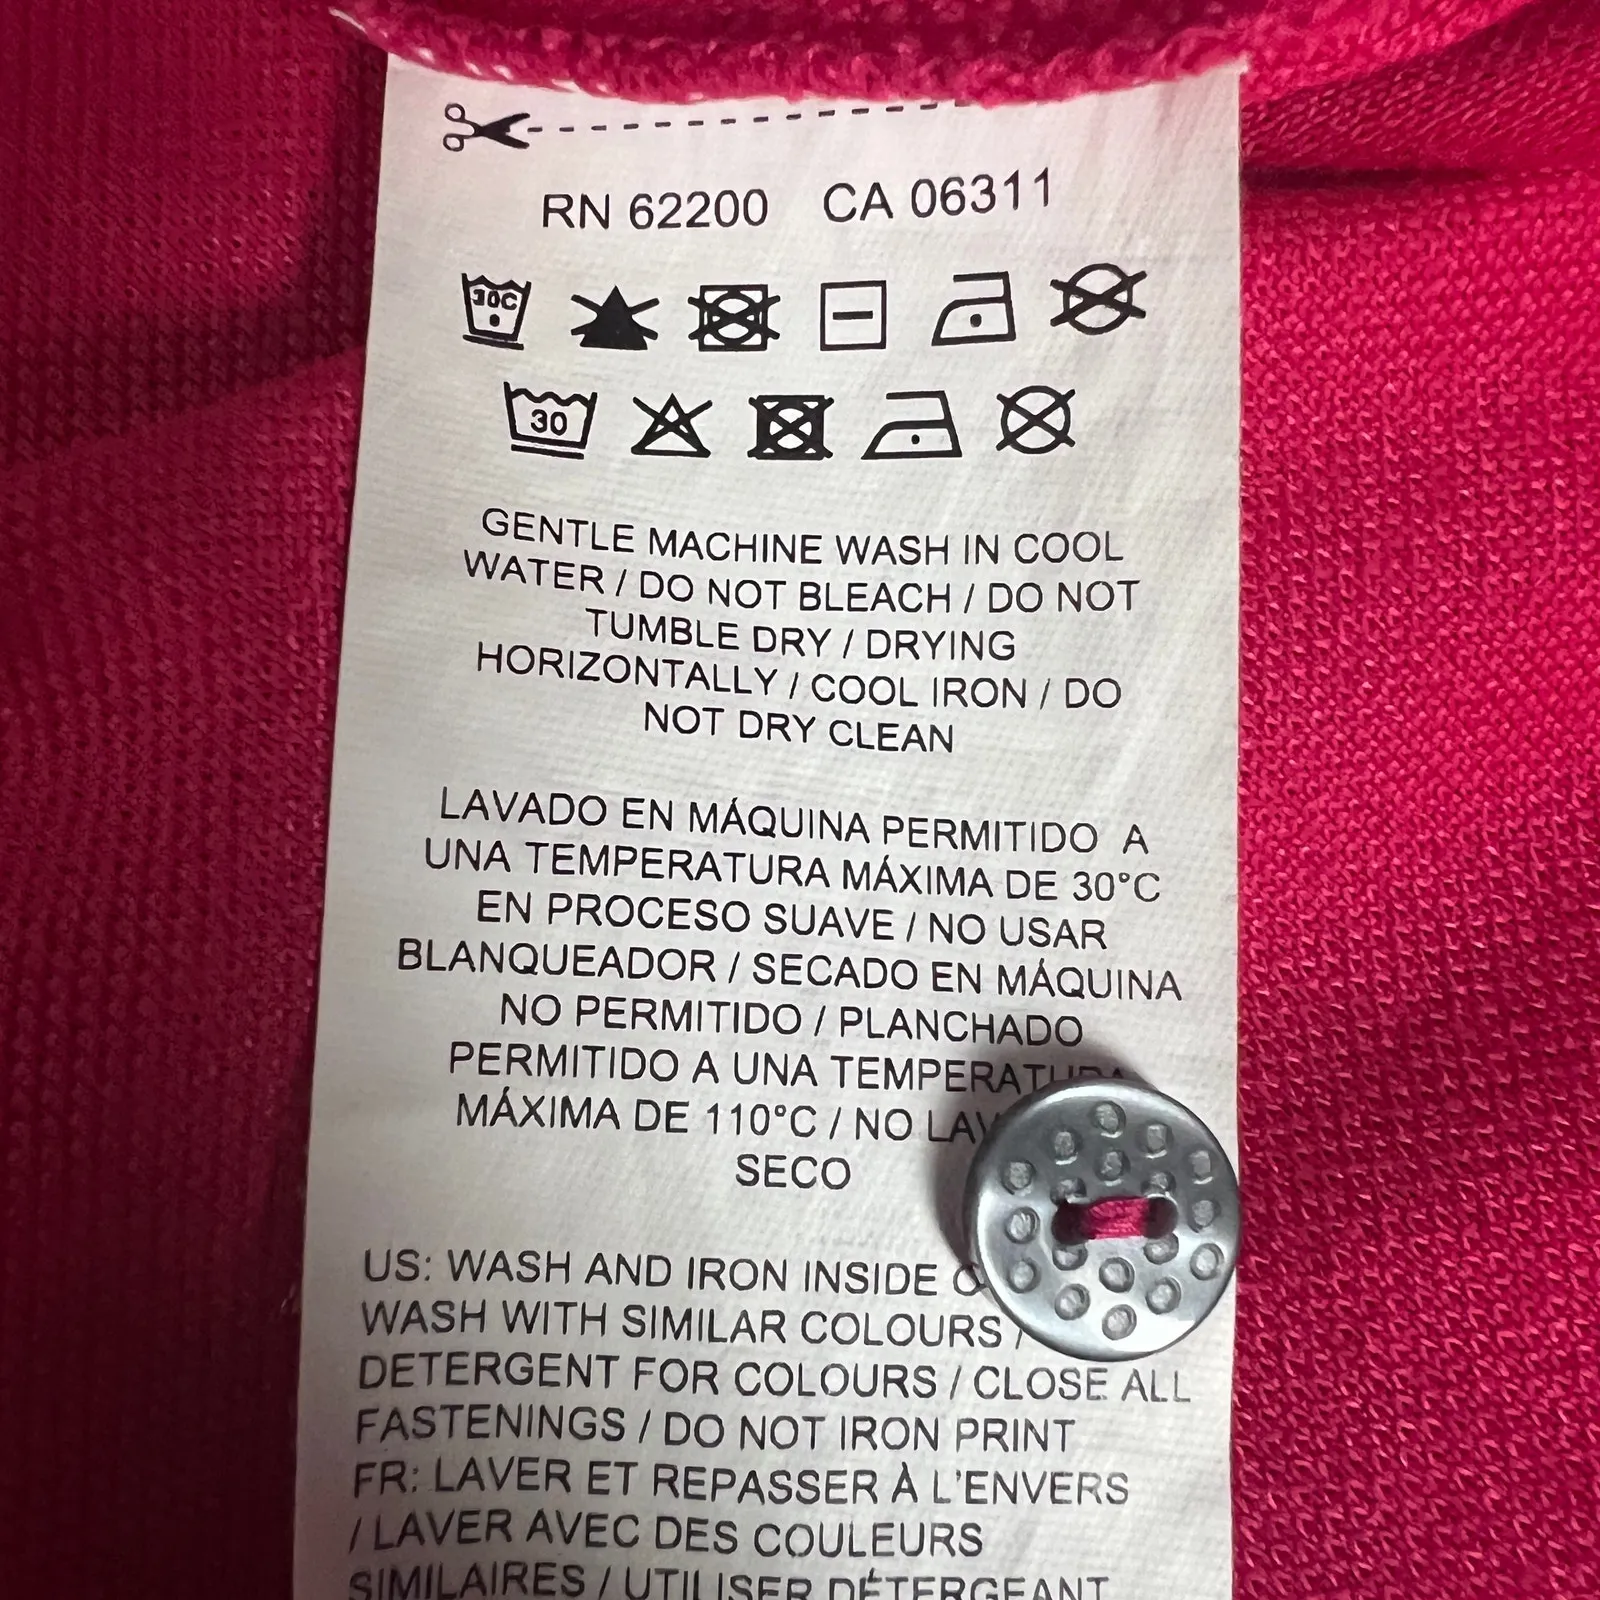 RN 62200 CA 06311
30C
30
GENTLE MACHINE WASH IN COOL
WATER / DO NOT BLEACH / DO NOT
TUMBLE DRY / DRYING
HORIZONTALLY / COOL IRON / DO
NOT DRY CLEAN
LAVADO EN MÁQUINA PERMITIDO A
UNA TEMPERATURA MÁXIMA DE 30°C
EN PROCESO SUAVE / NO USAR
BLANQUEADOR / SECADO EN MÁQUINA
NO PERMITIDO / PLANCHADO
PERMITIDO A UNA TEMPERATURA
MÁXIMA DE 110°C / NO
SECO
US: WASH AND IRON INSIDE
WASH WITH SIMILAR COLOURS /
DETERGENT FOR COLOURS / CLOSE ALL
FASTENINGS / DO NOT IRON PRINT
FR: LAVER ET REPASSER À L'ENVERS
/ LAVER AVEC DES COULEURS
SIMILAIRES / UTILISER DÉTERGEANT